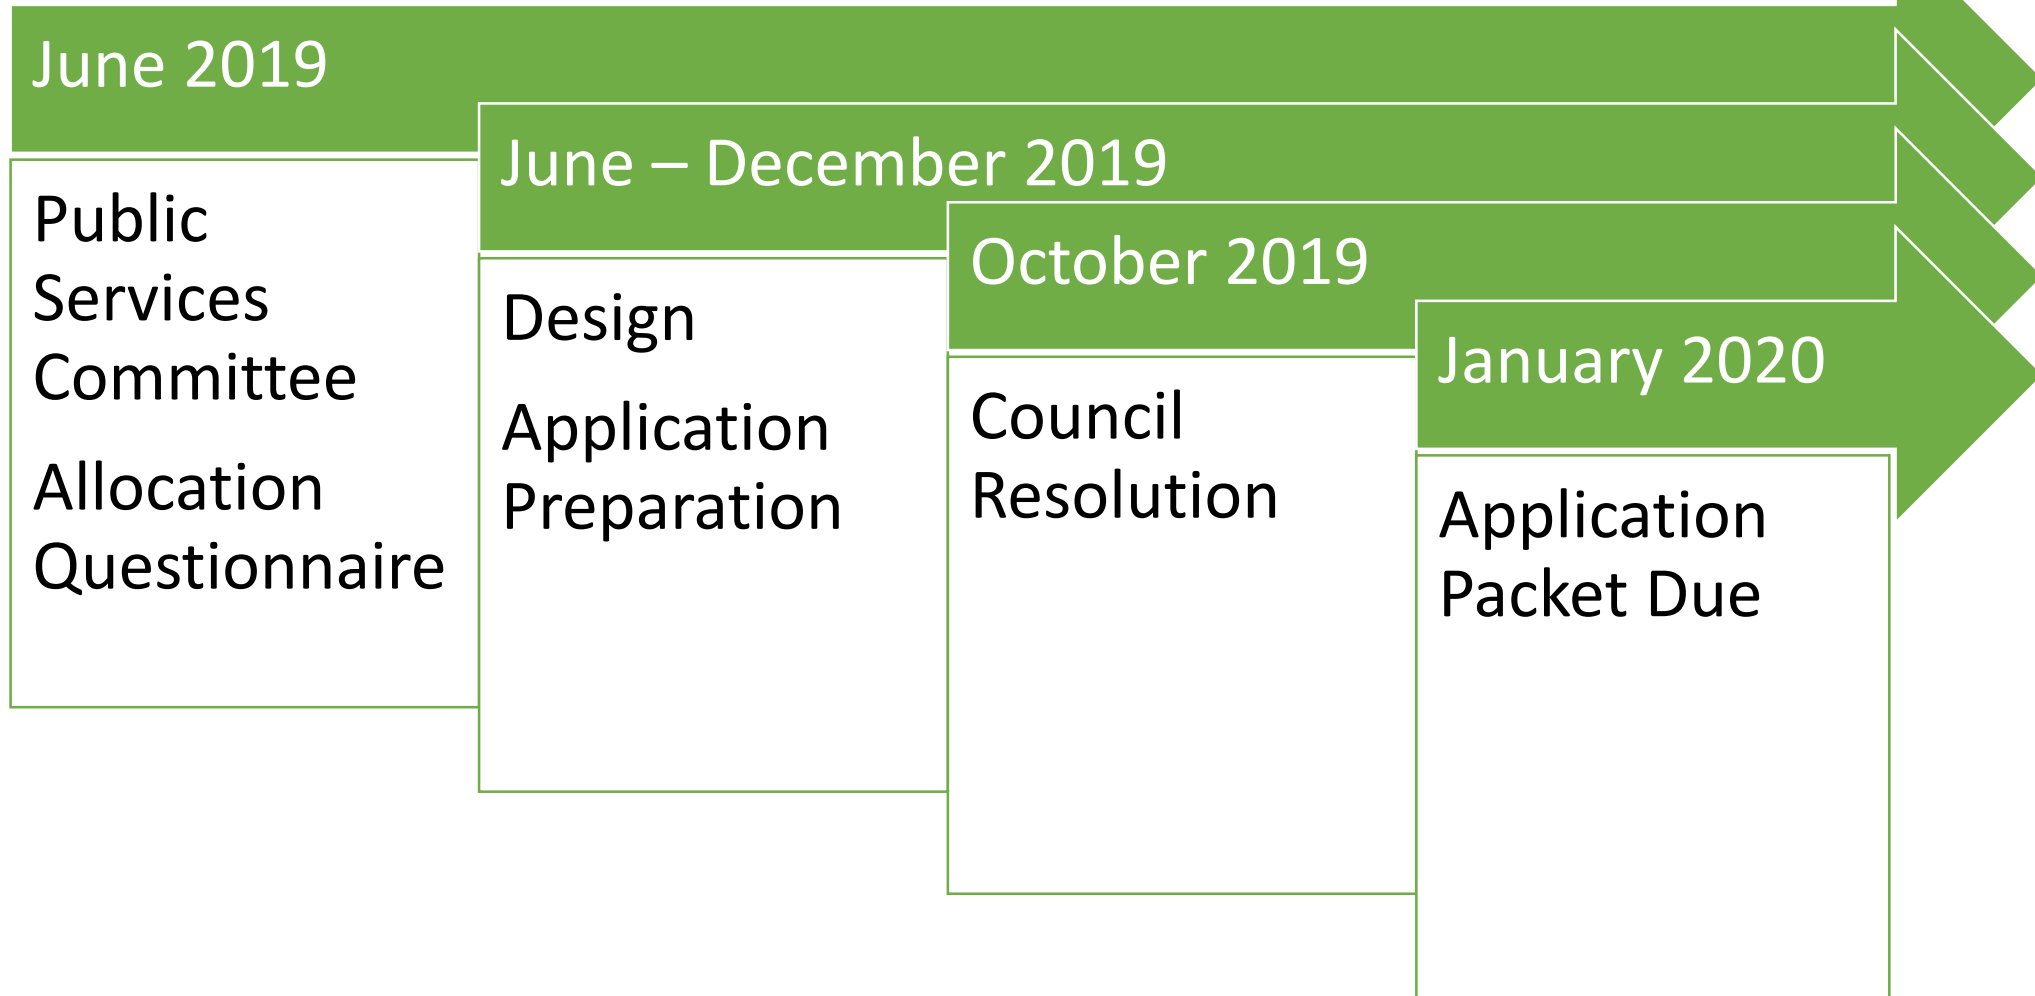 June 2019
Public
Services
Committee
Allocation
Questionnaire
June – December 2019
Design
Application
Preparation
October 2019
Council
Resolution
January 2020
Application
Packet Due